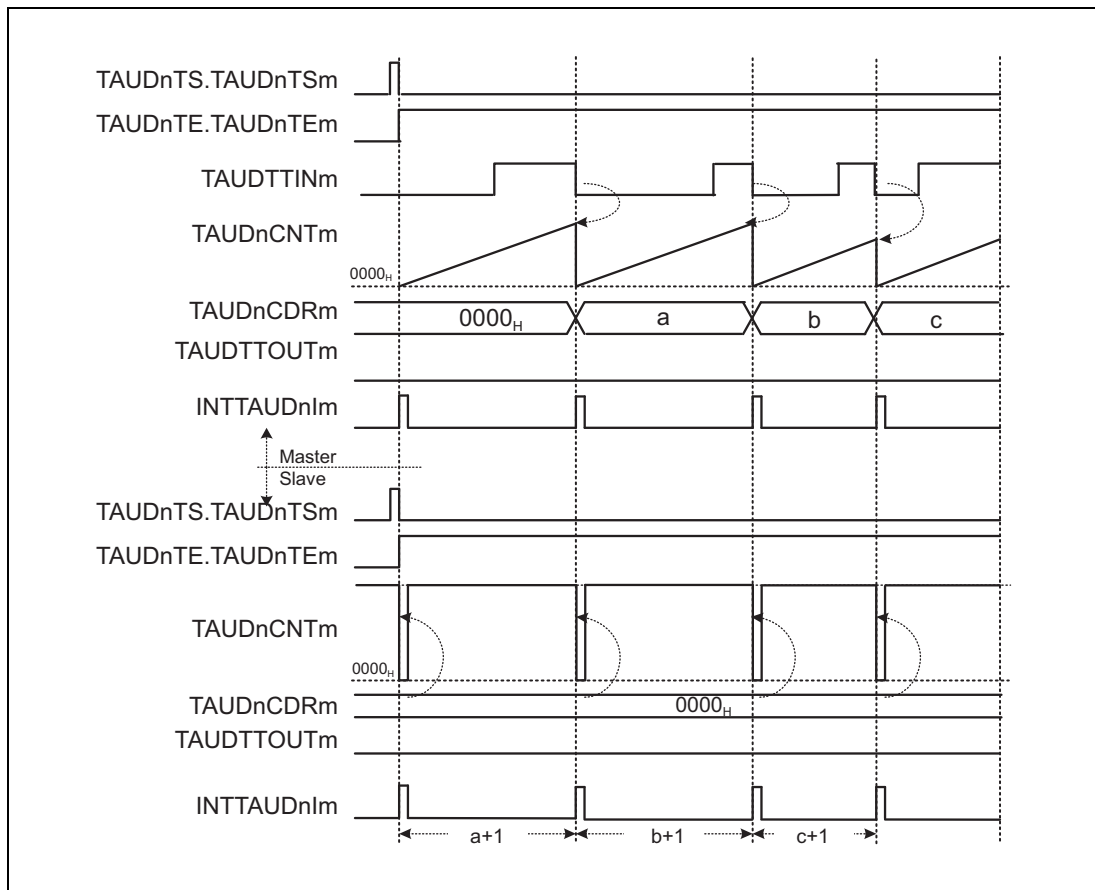 TAUDnTS.TAUDnTSm
TAUDnTE.TAUDnTEm
TAUDTTINm
TAUDnCNTm
0000H
TAUDnCDRm
0000H
a
b
c
TAUDTTOUTm
INTTAUDnIm
Master
Slave
TAUDnTS.TAUDnTSm
TAUDnTE.TAUDnTEm
TAUDnCNTm
0000H
TAUDnCDRm
0000H
TAUDTTOUTm
INTTAUDnIm
a+1
b+1
c+1